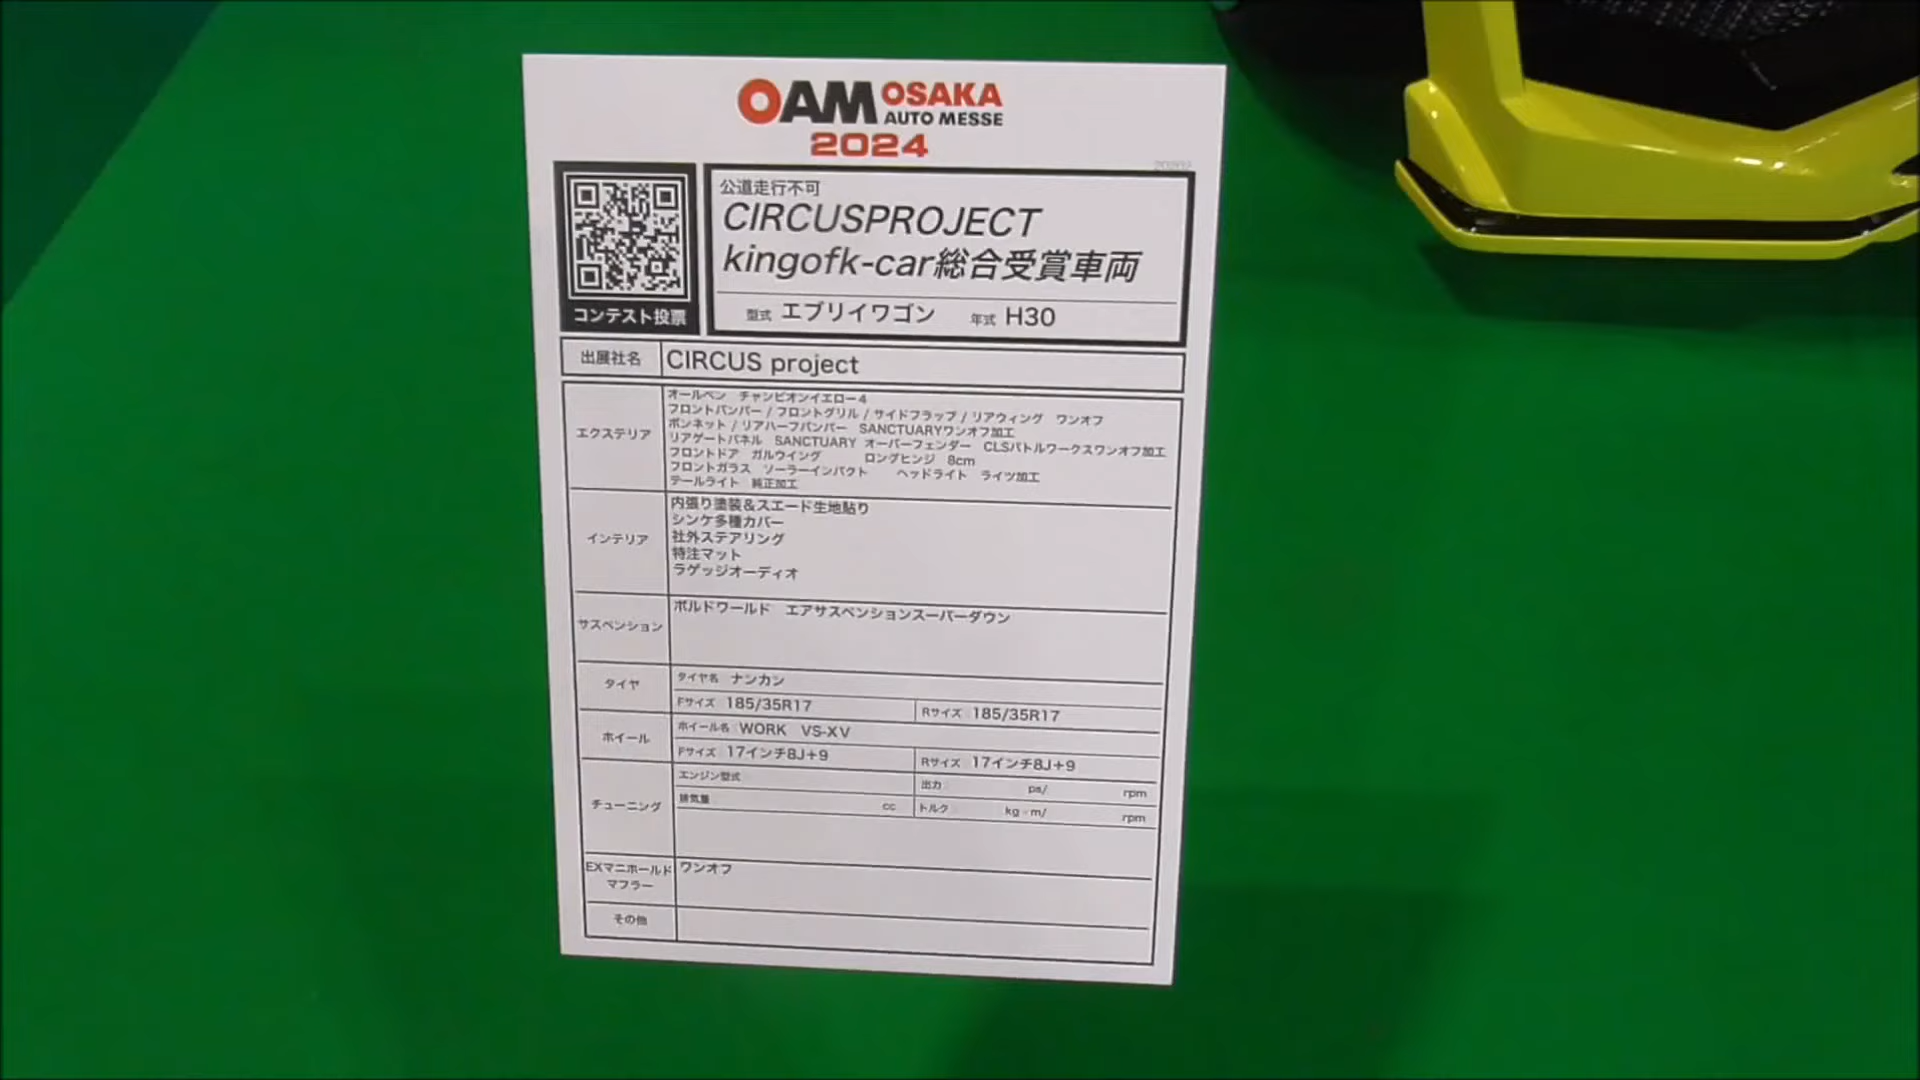 OAM OSAKA
AUTO MESSE
2024
公道走行不可
CIRCUSPROJECT
kingofk-car総合受賞車両
コンテスト投票
型式 エブリイワゴン 年式 H30
出展社名 CIRCUS project
エクステリア
オールペン チャンピオンイエロー4
フロントバンパー / フロントグリル / サイドフラップ / リアウィング ワンオフ
ボンネット / リアハーフバンパー SANCTUARYワンオフ加工
リアゲートパネル SANCTUARY オーバーフェンダー CLSバトルワークスワンオフ加工
フロントドア ガルウイング ロングヒンジ 8cm
フロントガラス ソーラーインパクト ヘッドライト ライツ加工
テールライト 純正加工
インテリア
内張り塗装&スエード生地貼り
シンケ多種カバー
社外ステアリング
特注マット
ラゲッジオーディオ
サスペンション
ボルドワールド エアサスペンションスーパーダウン
タイヤ
タイヤ名 ナンカン
Fサイズ 185/35R17 Rサイズ 185/35R17
ホイール
ホイール名 WORK VS-XV
Fサイズ 17インチ8J+9 Rサイズ 17インチ8J+9
チューニング
エンジン型式 出力 ps/ rpm
排気量 cc トルク kg・m/ rpm
EXマニホールド
マフラー
ワンオフ
その他